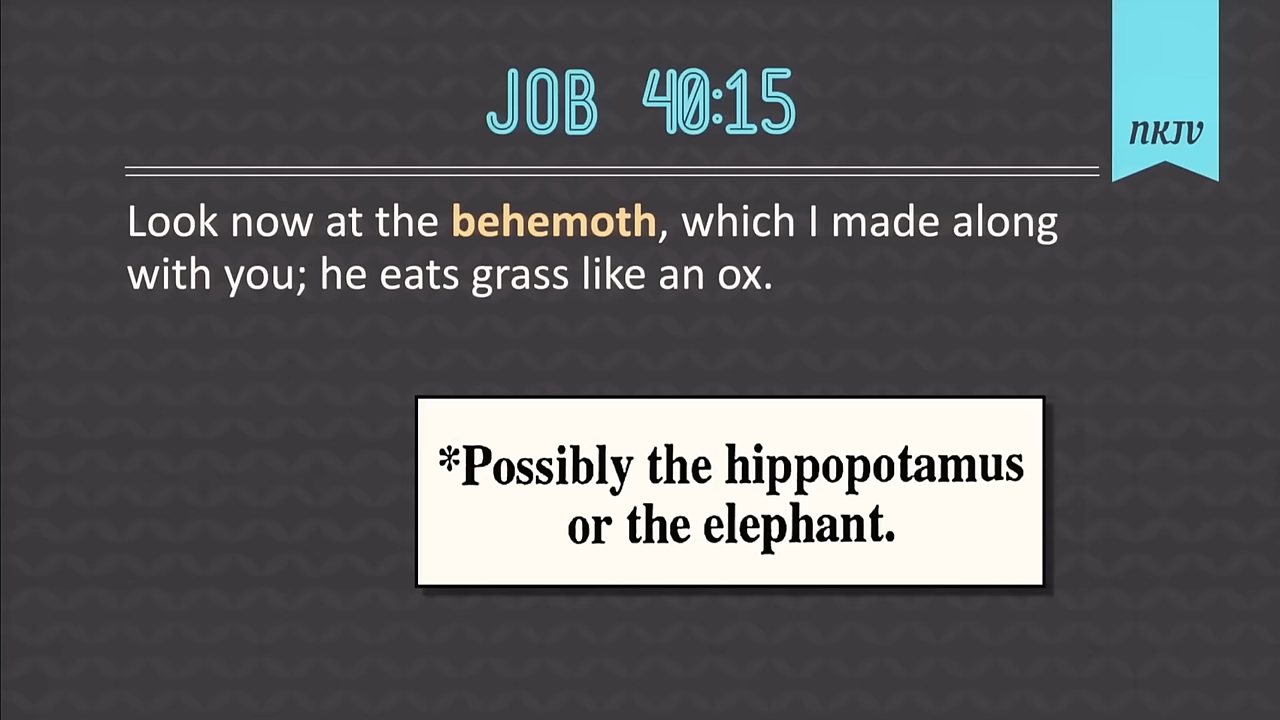 JOB 40:15
NKJV
Look now at the behemoth, which I made along
with you; he eats grass like an ox.
*Possibly the hippopotamus
or the elephant.